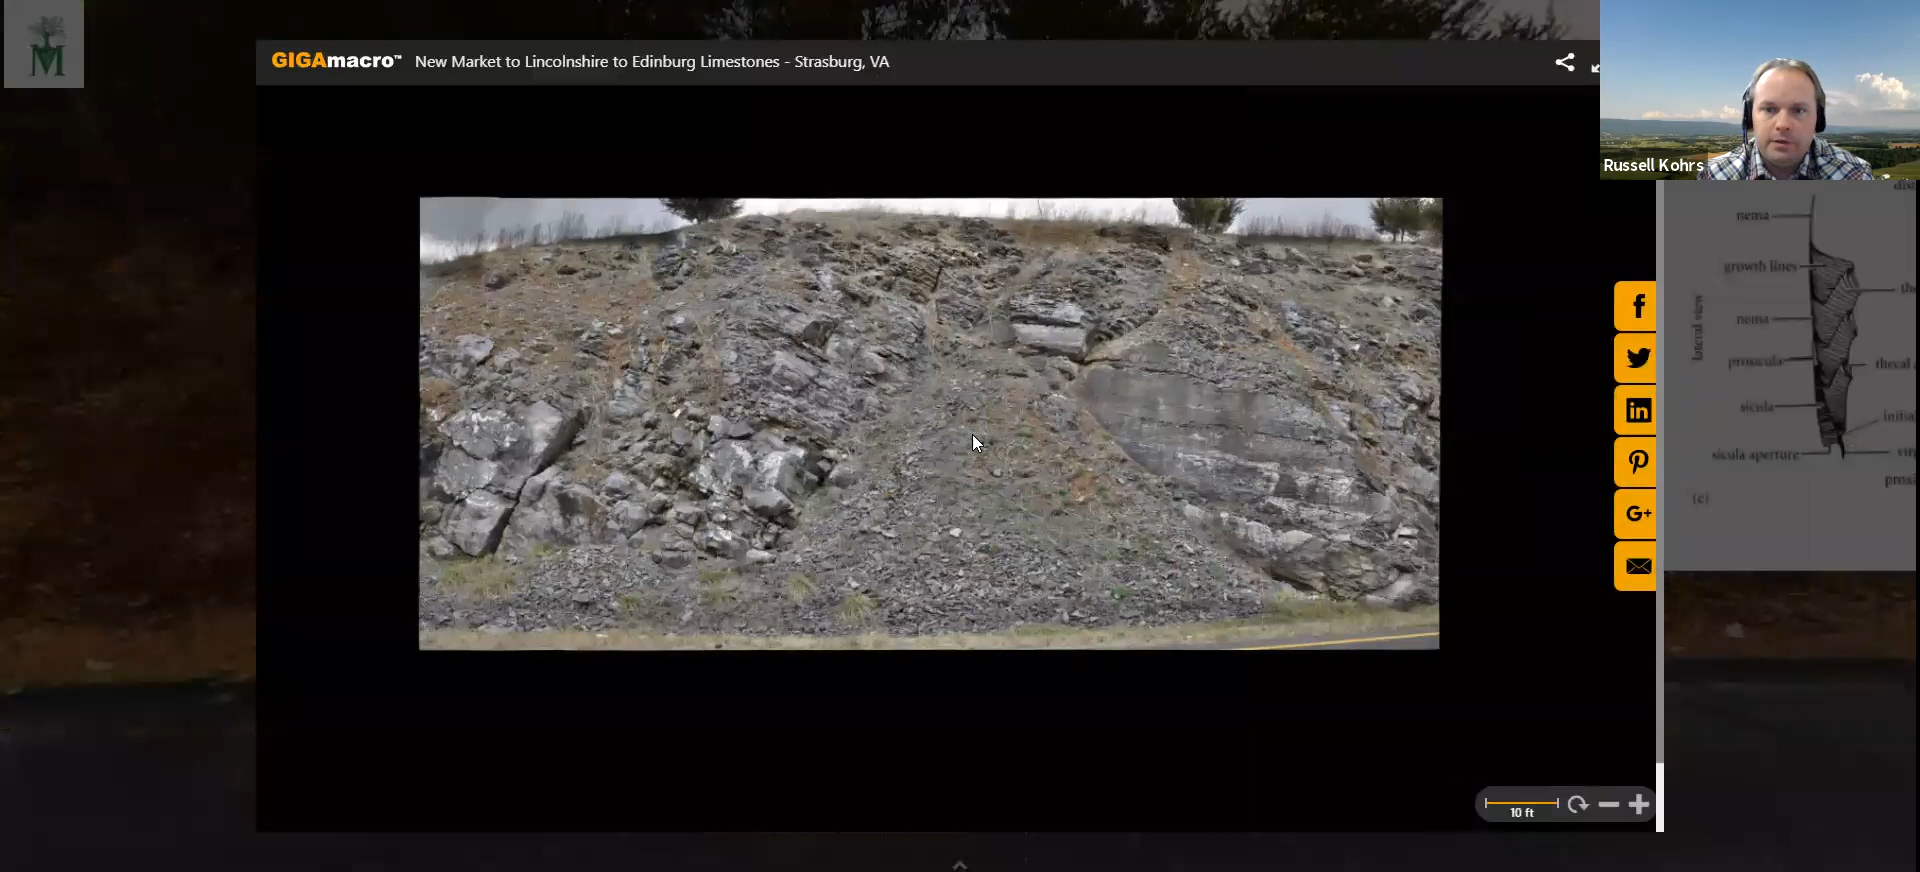 M
GIGAmacro™ New Market to Lincolnshire to Edinburg Limestones - Strasburg, VA
Russell Kohrs
nema
growth lines
nema
lateral view
prosicula
thecal
sicula
sicula aperture
(c)
f
in
G+
10 ft